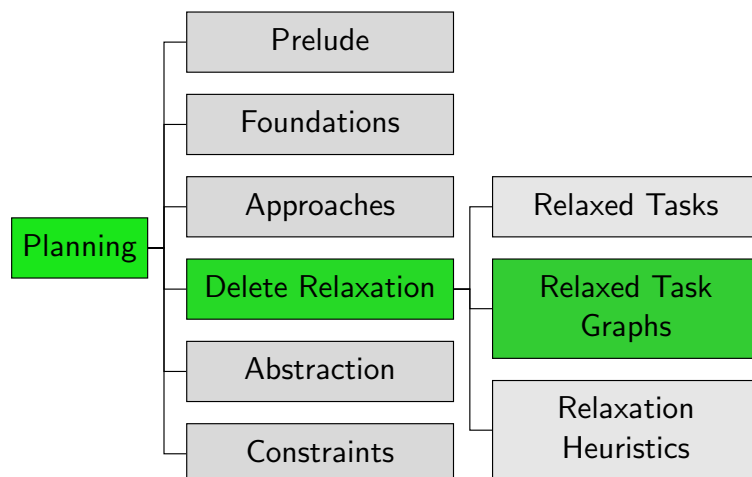 Planning
Prelude
Foundations
Approaches
Delete Relaxation
Abstraction
Constraints
Relaxed Tasks
Relaxed Task
Graphs
Relaxation
Heuristics